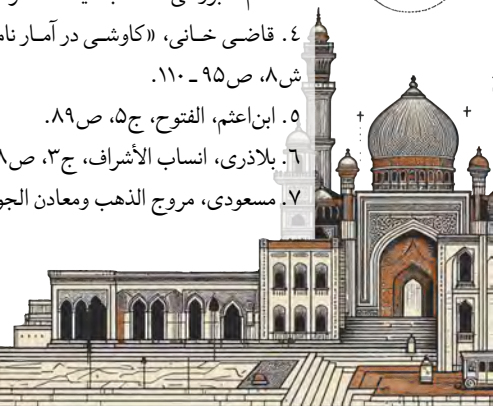 ٤. قاضی خانی، «کاوشی در آمار نام
ش۸، ص۹۵ ـ ۱۱۰.
٥. ابن‌اعثم، الفتوح، ج۵، ص۸۹.
٦. بلاذری، انساب الأشراف، ج۳، ص
٧. مسعودی، مروج الذهب ومعادن الجو